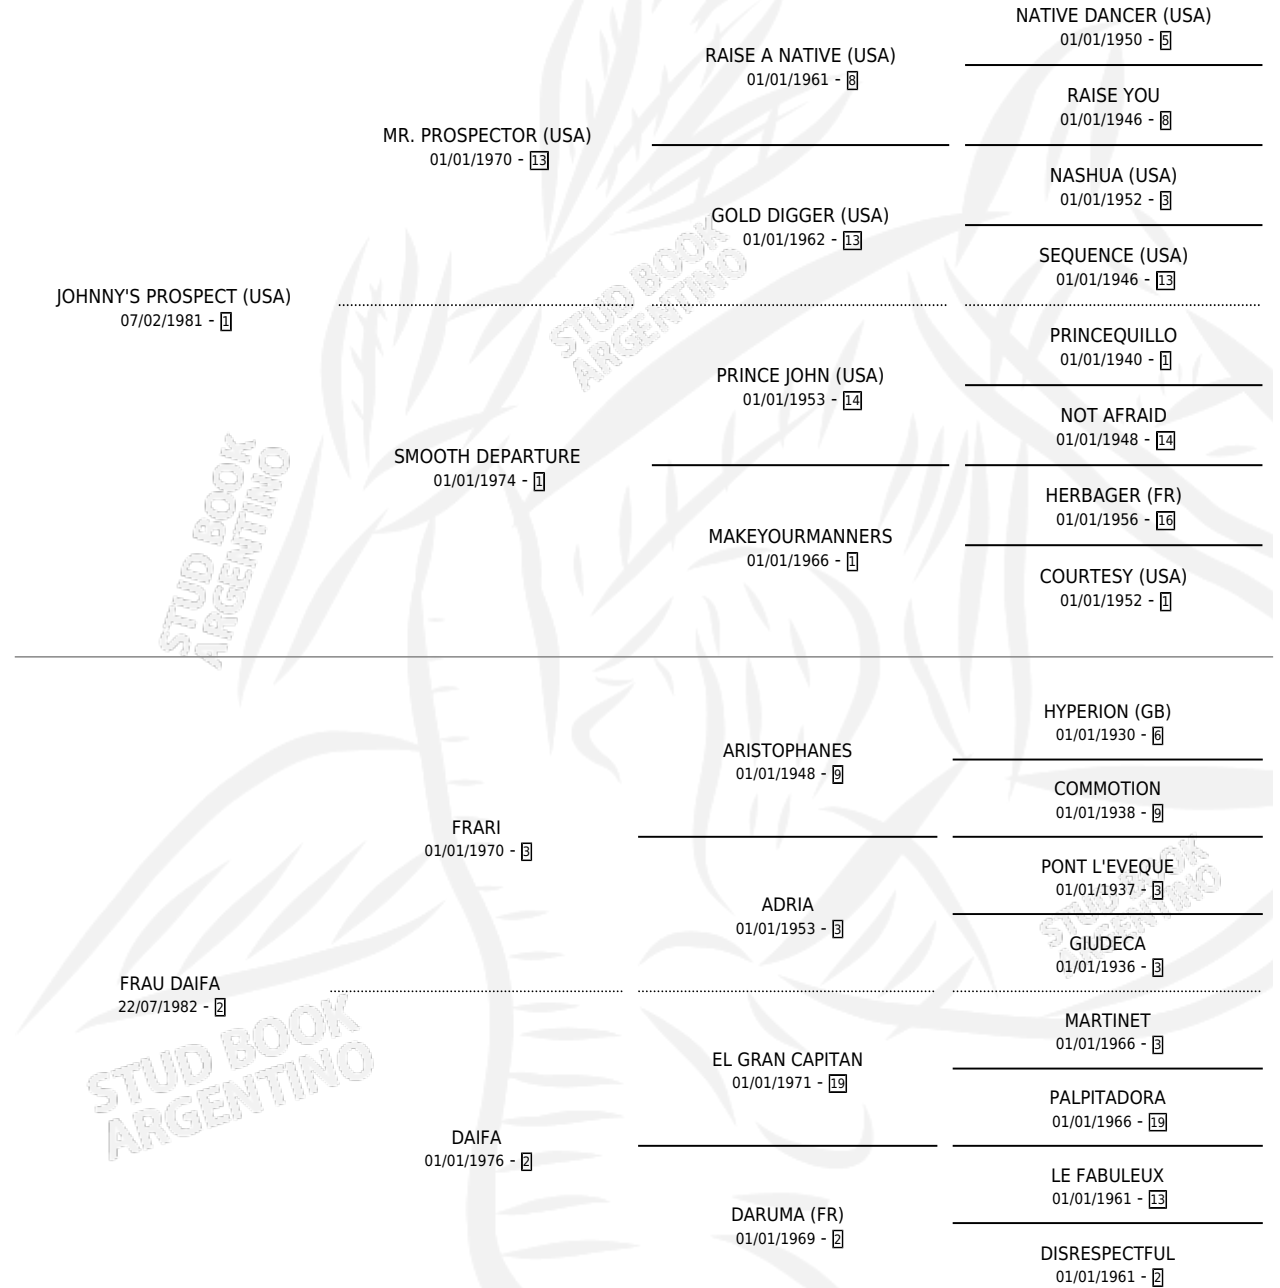 NATIVE DANCER (USA)
01/01/1950 - 5
RAISE A NATIVE (USA)
01/01/1961 - 8
RAISE YOU
01/01/1946 - 8
MR. PROSPECTOR (USA)
01/01/1970 - 13
NASHUA (USA)
01/01/1952 - 3
GOLD DIGGER (USA)
01/01/1962 - 13
SEQUENCE (USA)
01/01/1946 - 13
JOHNNY'S PROSPECT (USA)
07/02/1981 - 1
STUD BOOK
ARGENTINO
PRINCEQUILLO
01/01/1940 - 1
PRINCE JOHN (USA)
01/01/1953 - 14
NOT AFRAID
01/01/1948 - 14
SMOOTH DEPARTURE
01/01/1974 - 1
HERBAGER (FR)
01/01/1956 - 16
MAKEYOURMANNERS
01/01/1966 - 1
COURTESY (USA)
01/01/1952 - 1
STUD BOOK
ARGENTINO
HYPERION (GB)
01/01/1930 - 6
ARISTOPHANES
01/01/1948 - 9
COMMOTION
01/01/1938 - 9
FRARI
01/01/1970 - 3
PONT L'EVEQUE
01/01/1937 - 3
ADRIA
01/01/1953 - 3
GIUDECA
01/01/1936 - 3
STUD BOOK
ARGENTINO
FRAU DAIFA
22/07/1982 - 2
MARTINET
01/01/1966 - 3
EL GRAN CAPITAN
01/01/1971 - 19
PALPITADORA
01/01/1966 - 19
STUD BOOK
ARGENTINO
DAIFA
01/01/1976 - 2
LE FABULEUX
01/01/1961 - 13
DARUMA (FR)
01/01/1969 - 2
DISRESPECTFUL
01/01/1961 - 2